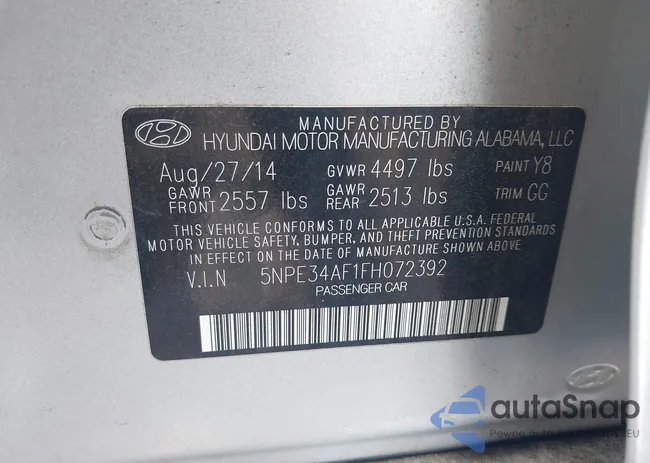 MANUFACTURED BY
HYUNDAI MOTOR MANUFACTURING ALABAMA, LLC
Aug/27/14 GVWR 4497 lbs PAINT Y8
GAWR FRONT 2557 lbs GAWR REAR 2513 lbs TRIM GG
THIS VEHICLE CONFORMS TO ALL APPLICABLE U.S.A. FEDERAL
MOTOR VEHICLE SAFETY, BUMPER, AND THEFT PREVENTION
STANDARDS IN EFFECT ON THE DATE OF MANUFACTURE SHOWN ABOVE
V.I.N 5NPE34AF1FH072392
PASSENGER CAR
autaSnap